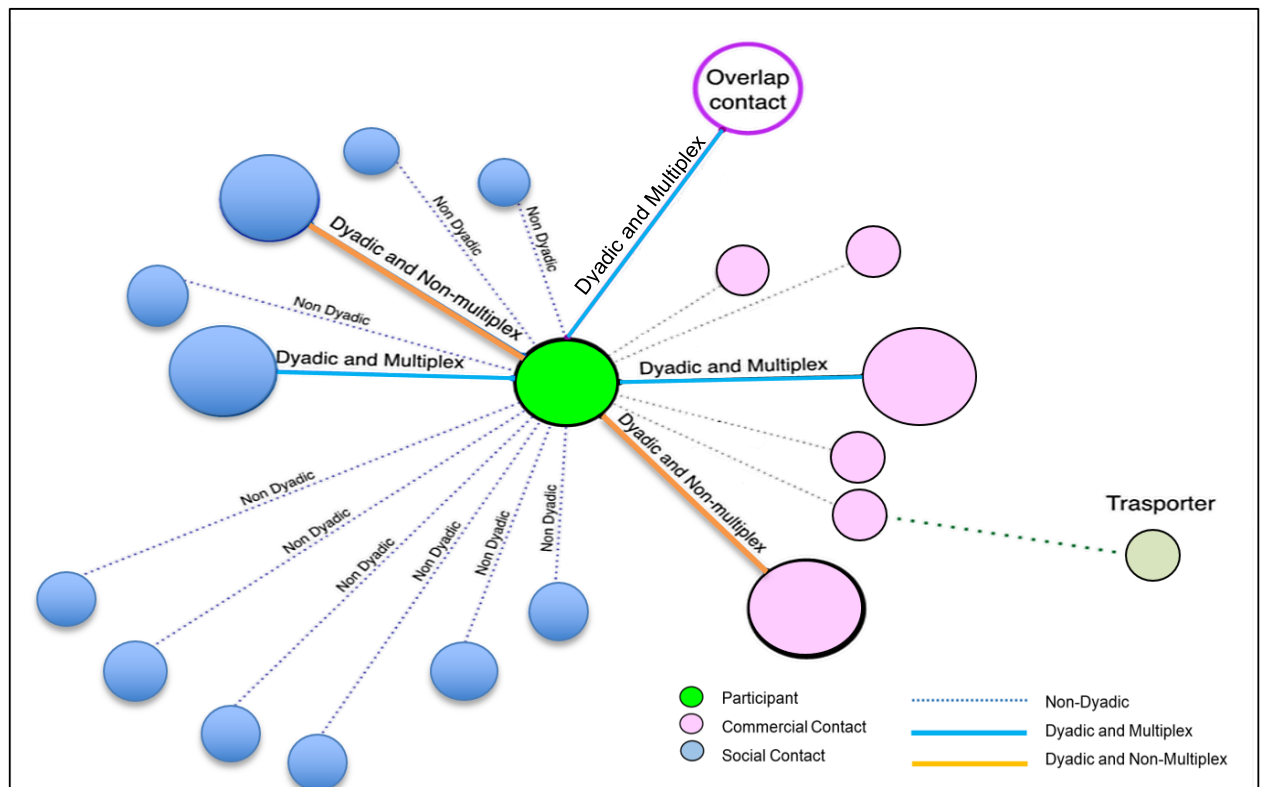 Overlap
contact
Dyadic and Multiplex
Non Dyadic
Non Dyadic
Dyadic and Non-multiplex
Non Dyadic
Dyadic and Multiplex
Dyadic and Multiplex
Dyadic and Non-multiplex
Non Dyadic
Non Dyadic
Non Dyadic
Non Dyadic
Non Dyadic
Non Dyadic
Trasporter
Participant
Commercial Contact
Social Contact
Non-Dyadic
Dyadic and Multiplex
Dyadic and Non-Multiplex